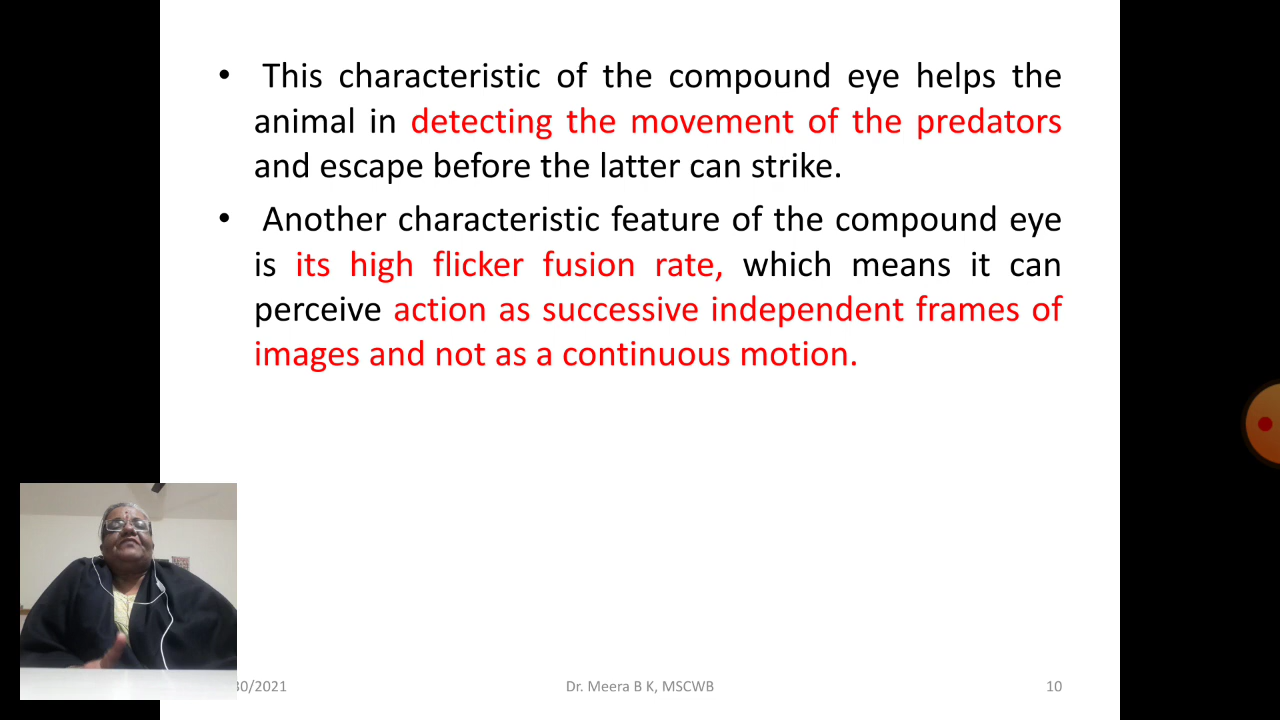 • This characteristic of the compound eye helps the
animal in detecting the movement of the predators
and escape before the latter can strike.
• Another characteristic feature of the compound eye
is its high flicker fusion rate, which means it can
perceive action as successive independent frames of
images and not as a continuous motion.
30/2021 Dr. Meera B K, MSCWB 10